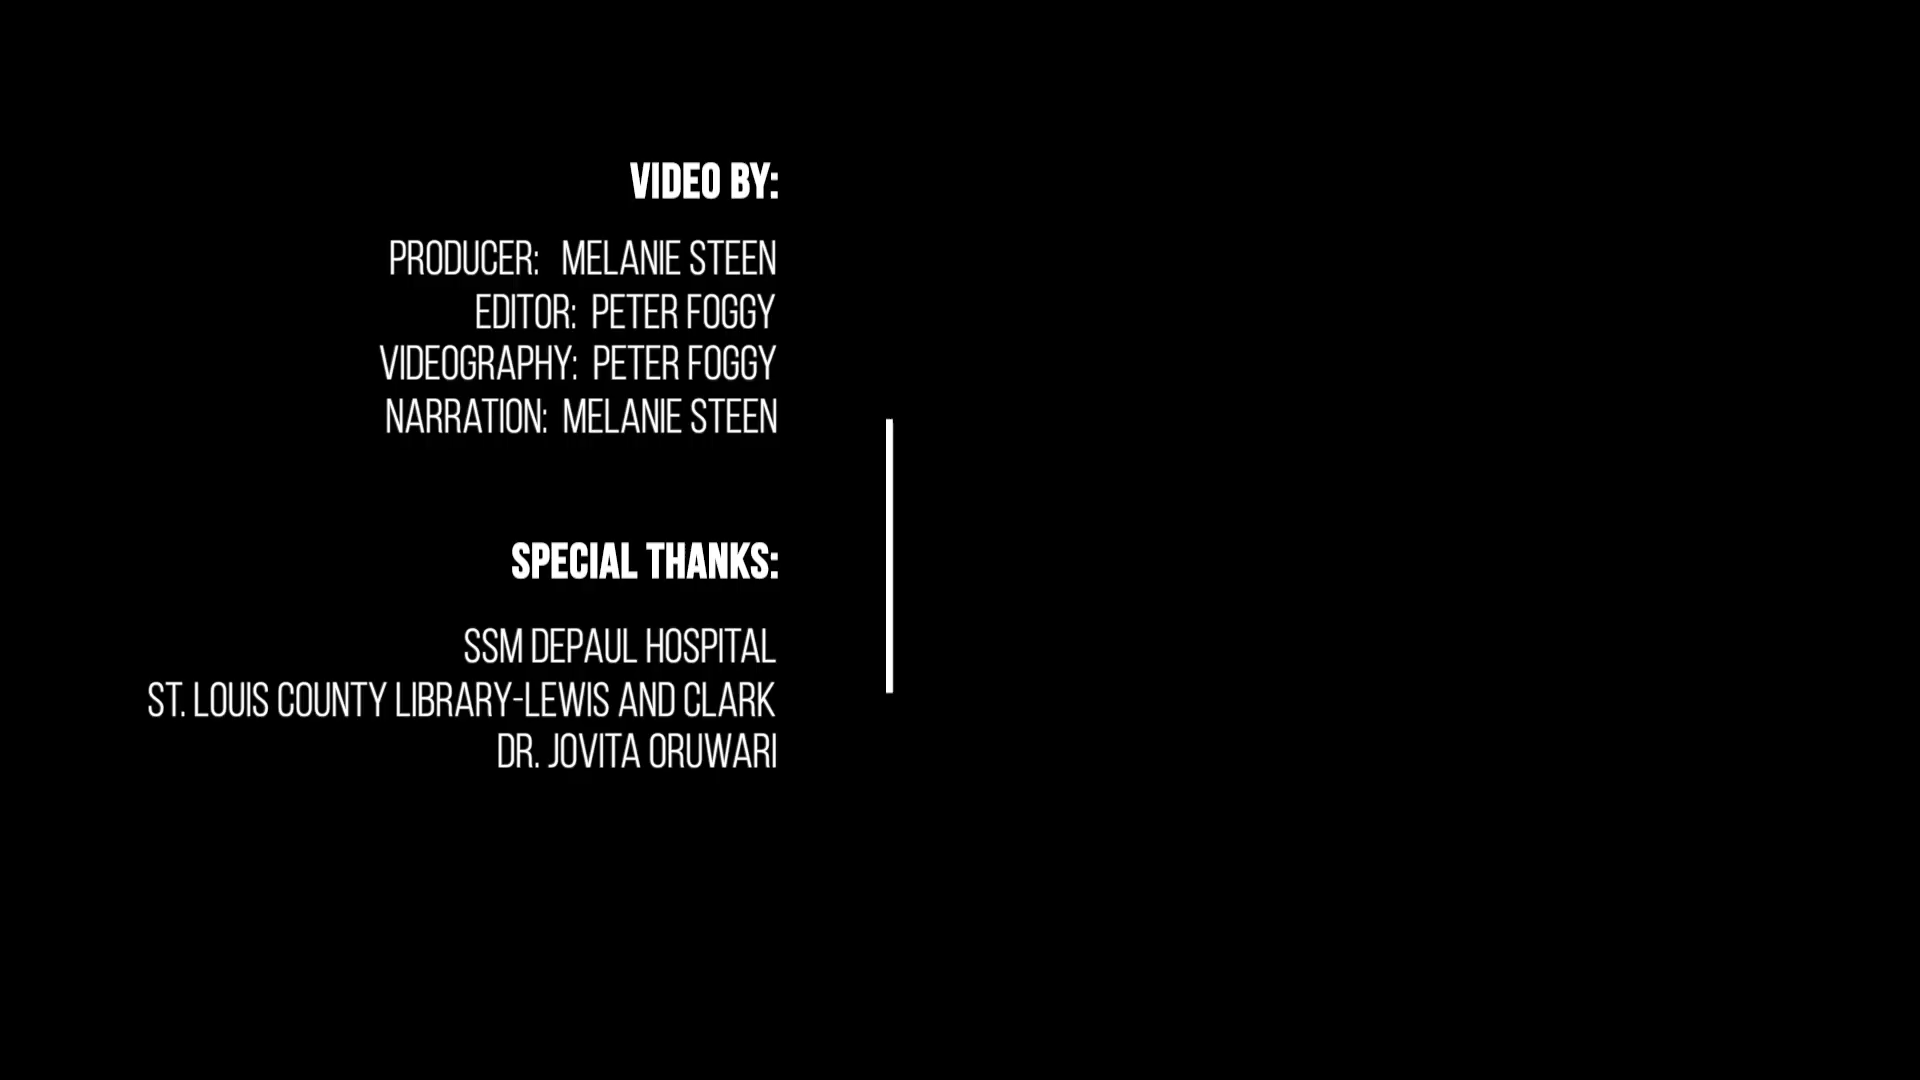 VIDEO BY:
PRODUCER: MELANIE STEEN
EDITOR: PETER FOGGY
VIDEOGRAPHY: PETER FOGGY
NARRATION: MELANIE STEEN
SPECIAL THANKS:
SSM DEPAUL HOSPITAL
ST. LOUIS COUNTY LIBRARY-LEWIS AND CLARK
DR. JOVITA ORUWARI